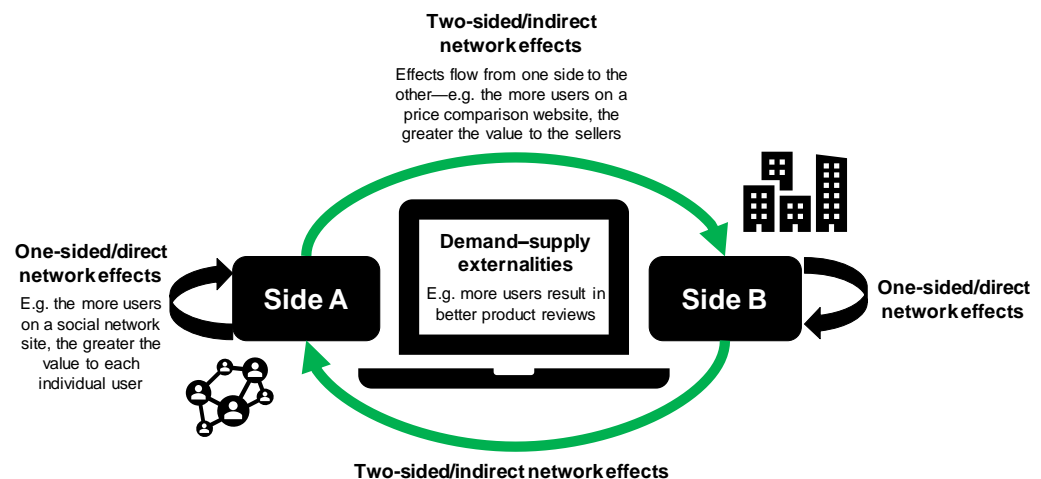 Two-sided/indirect
network effects
Effects flow from one side to the
other—e.g. the more users on a
price comparison website, the
greater the value to the sellers
One-sided/direct
network effects
E.g. the more users
on a social network
site, the greater the
value to each
individual user
Side A
Demand–supply
externalities
E.g. more users result in
better product reviews
Side B
One-sided/direct
network effects
Two-sided/indirect network effects